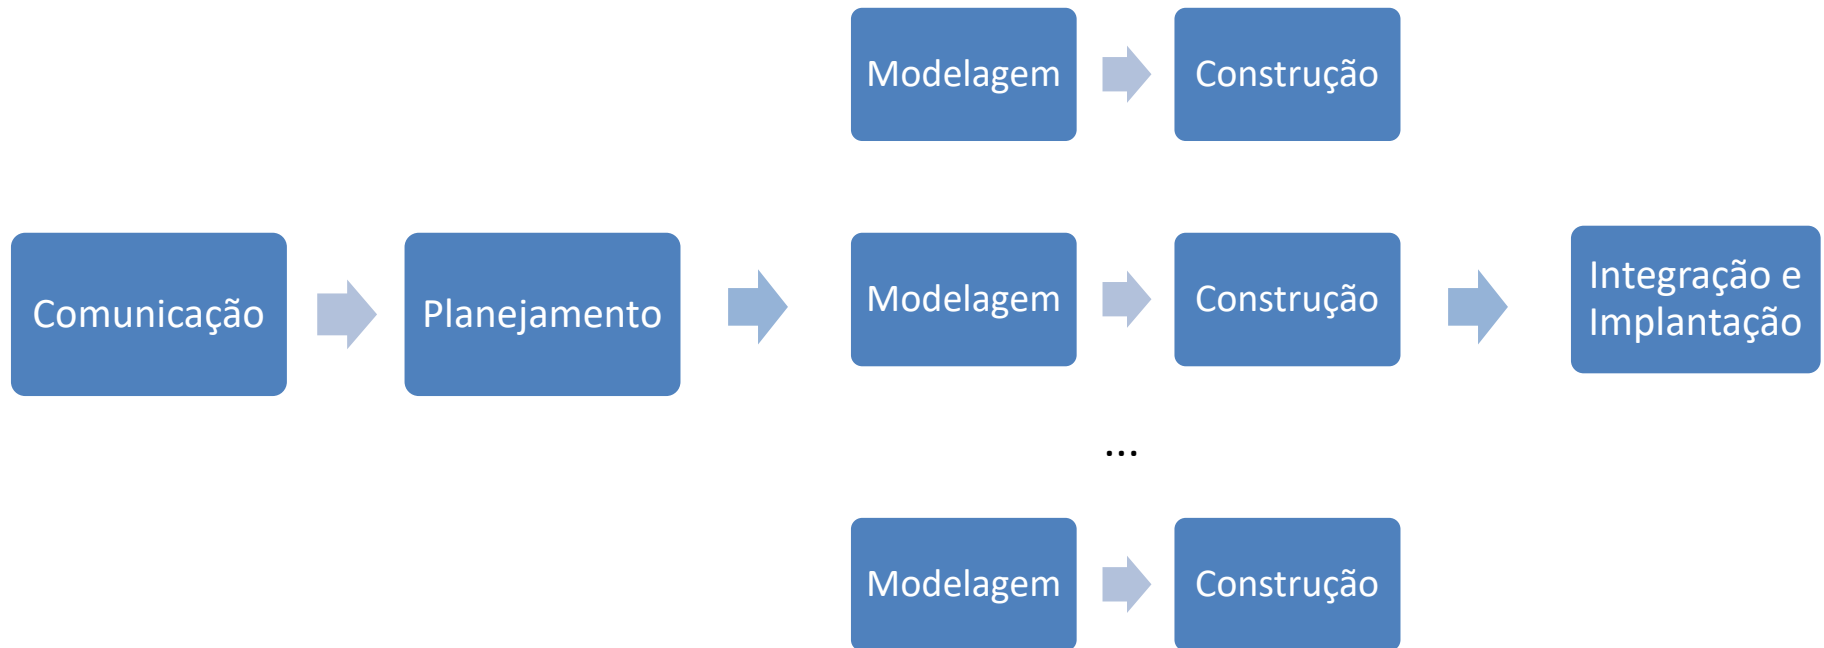 Modelagem
Construção
Comunicação
Planejamento
Modelagem
Construção
Integração e
Implantação
...
Modelagem
Construção